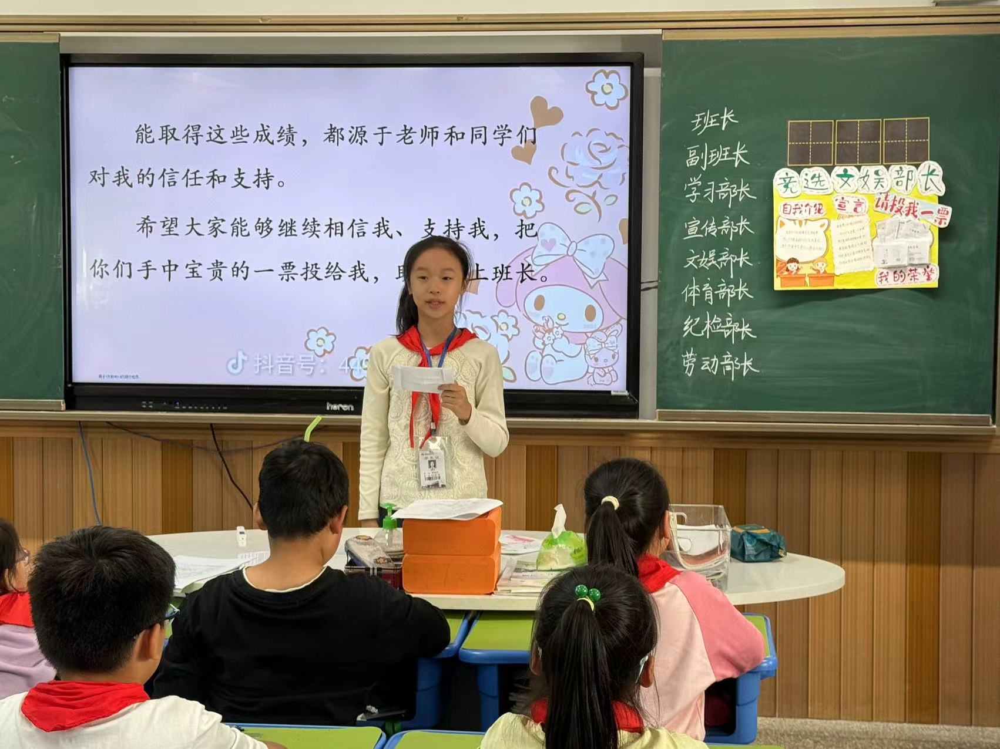 能取得这些成绩，都源于老师和同学们
对我的信任和支持。
希望大家能够继续相信我、支持我，把
你们手中宝贵的一票投给我，上班长。
抖音号：44
horon
班长
副班长
学习部长
宣传部长
文娱部长
体育部长
纪检部长
劳动部长
竞选文娱部长
自我介绍
宣言
请投我一票
我的荣誉
学生证